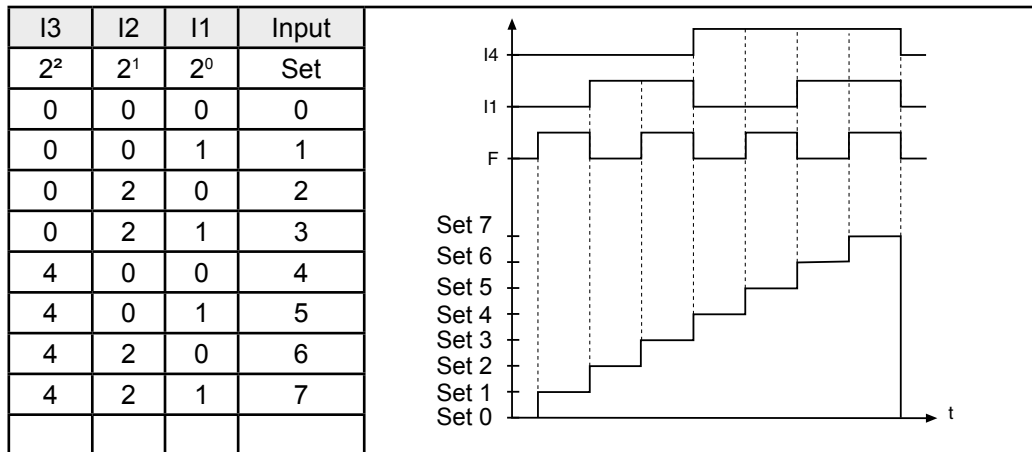 I3 I2 I1 Input
2² 2¹ 2⁰ Set
0 0 0 0
0 0 1 1
0 2 0 2
0 2 1 3
4 0 0 4
4 0 1 5
4 2 0 6
4 2 1 7
I4
I1
F
Set 7
Set 6
Set 5
Set 4
Set 3
Set 2
Set 1
Set 0
t